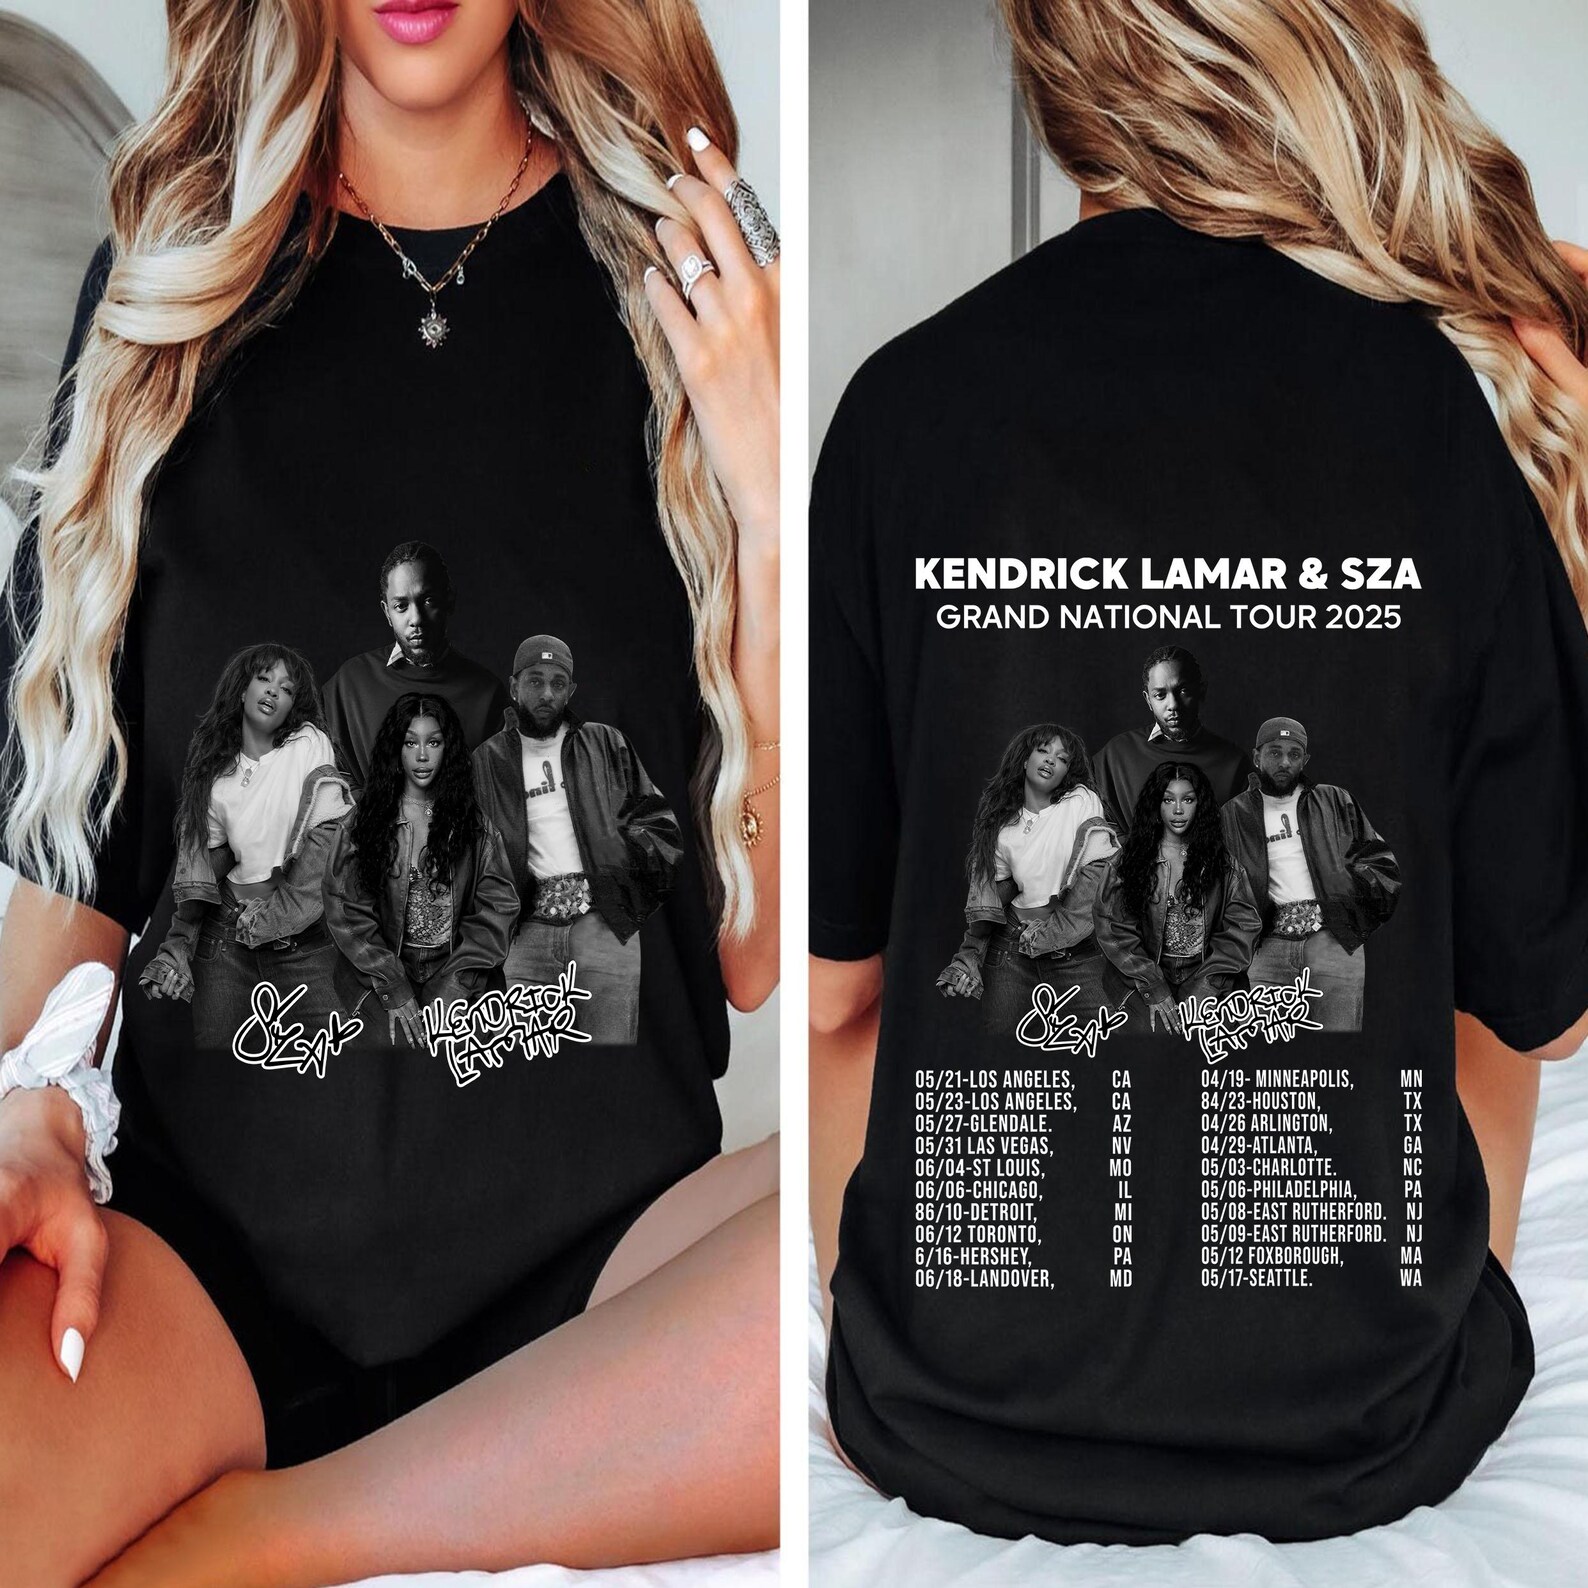 KENDRICK
LAMAR
KENDRICK LAMAR & SZA
GRAND NATIONAL TOUR 2025
KENDRICK
LAMAR
05/21-LOS ANGELES, CA
05/23-LOS ANGELES, CA
05/27-GLENDALE. AZ
05/31 LAS VEGAS, NV
06/04-ST LOUIS, MO
06/06-CHICAGO, IL
86/10-DETROIT, MI
06/12 TORONTO, ON
6/16-HERSHEY, PA
06/18-LANDOVER, MD
04/19- MINNEAPOLIS, MN
84/23-HOUSTON, TX
04/26 ARLINGTON, TX
04/29-ATLANTA, GA
05/03-CHARLOTTE. NC
05/06-PHILADELPHIA, PA
05/08-EAST RUTHERFORD. NJ
05/09-EAST RUTHERFORD. NJ
05/12 FOXBOROUGH, MA
05/17-SEATTLE. WA